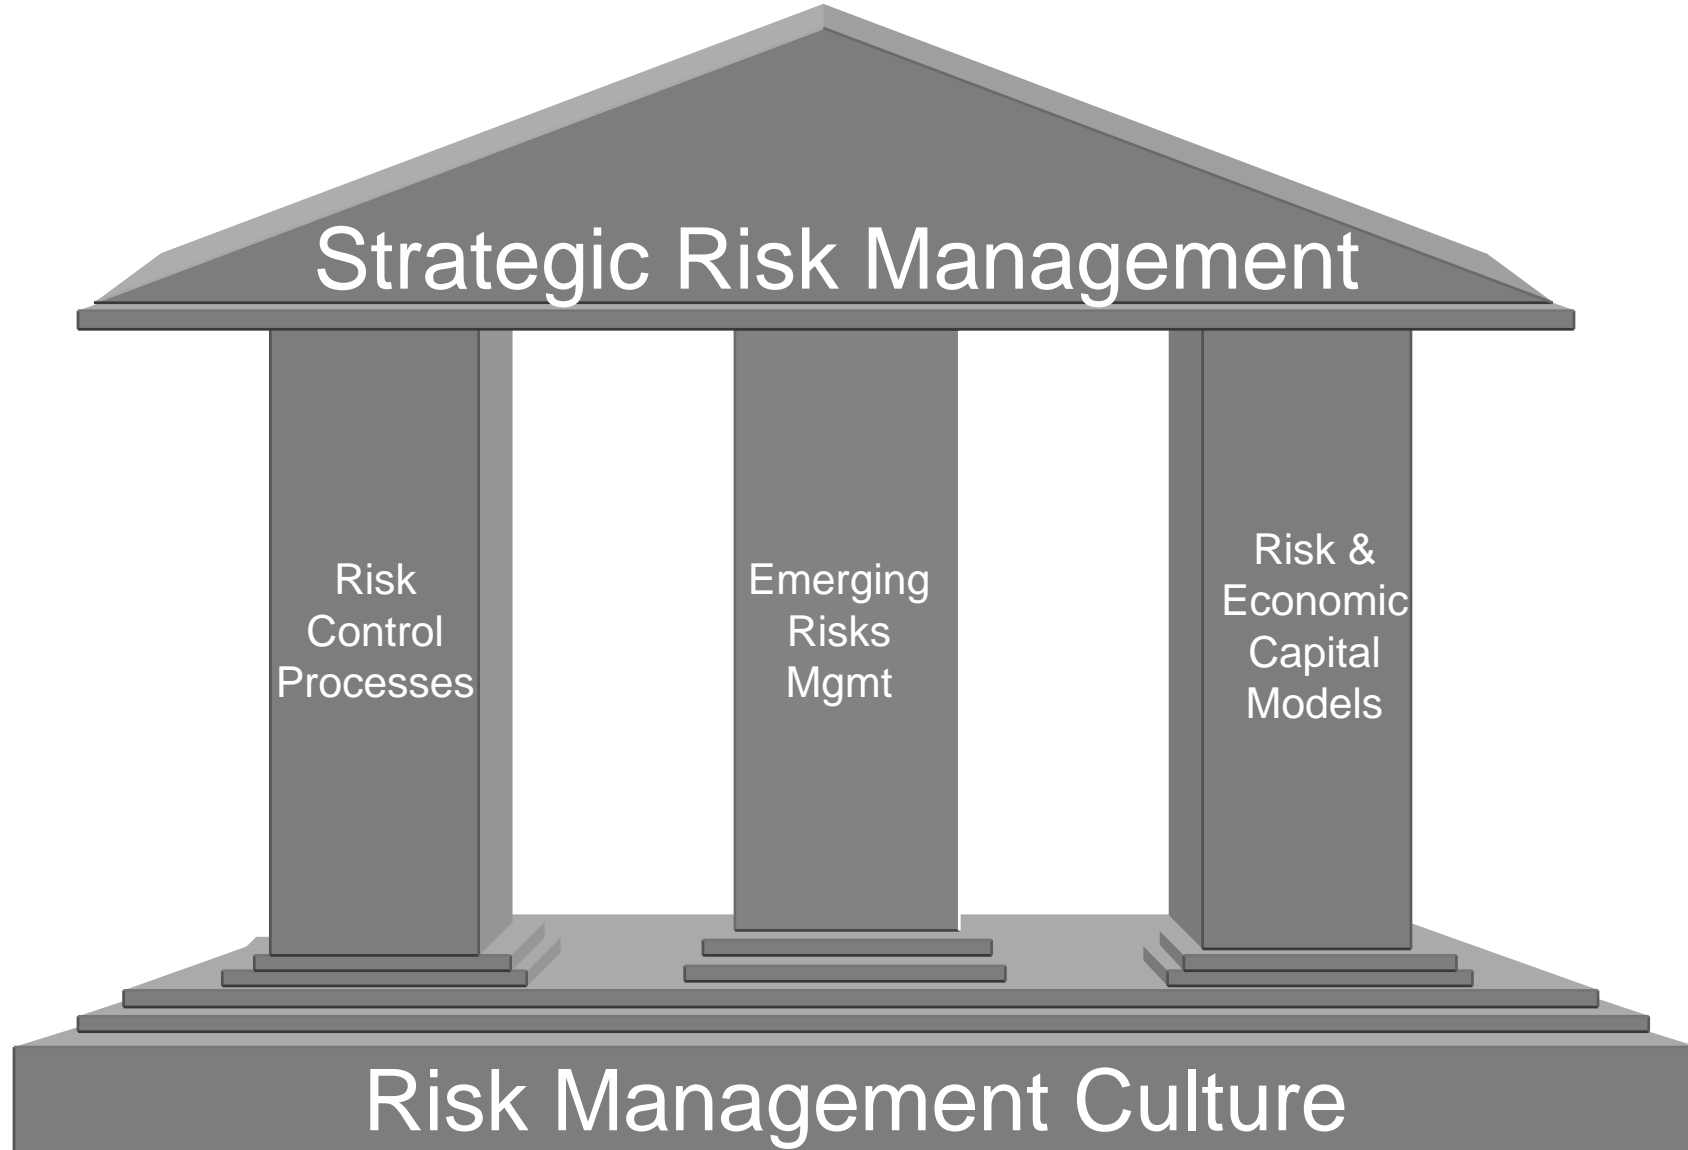 Strategic Risk Management
Risk
Control
Processes
Emerging
Risks
Mgmt
Risk &
Economic
Capital
Models
Risk Management Culture